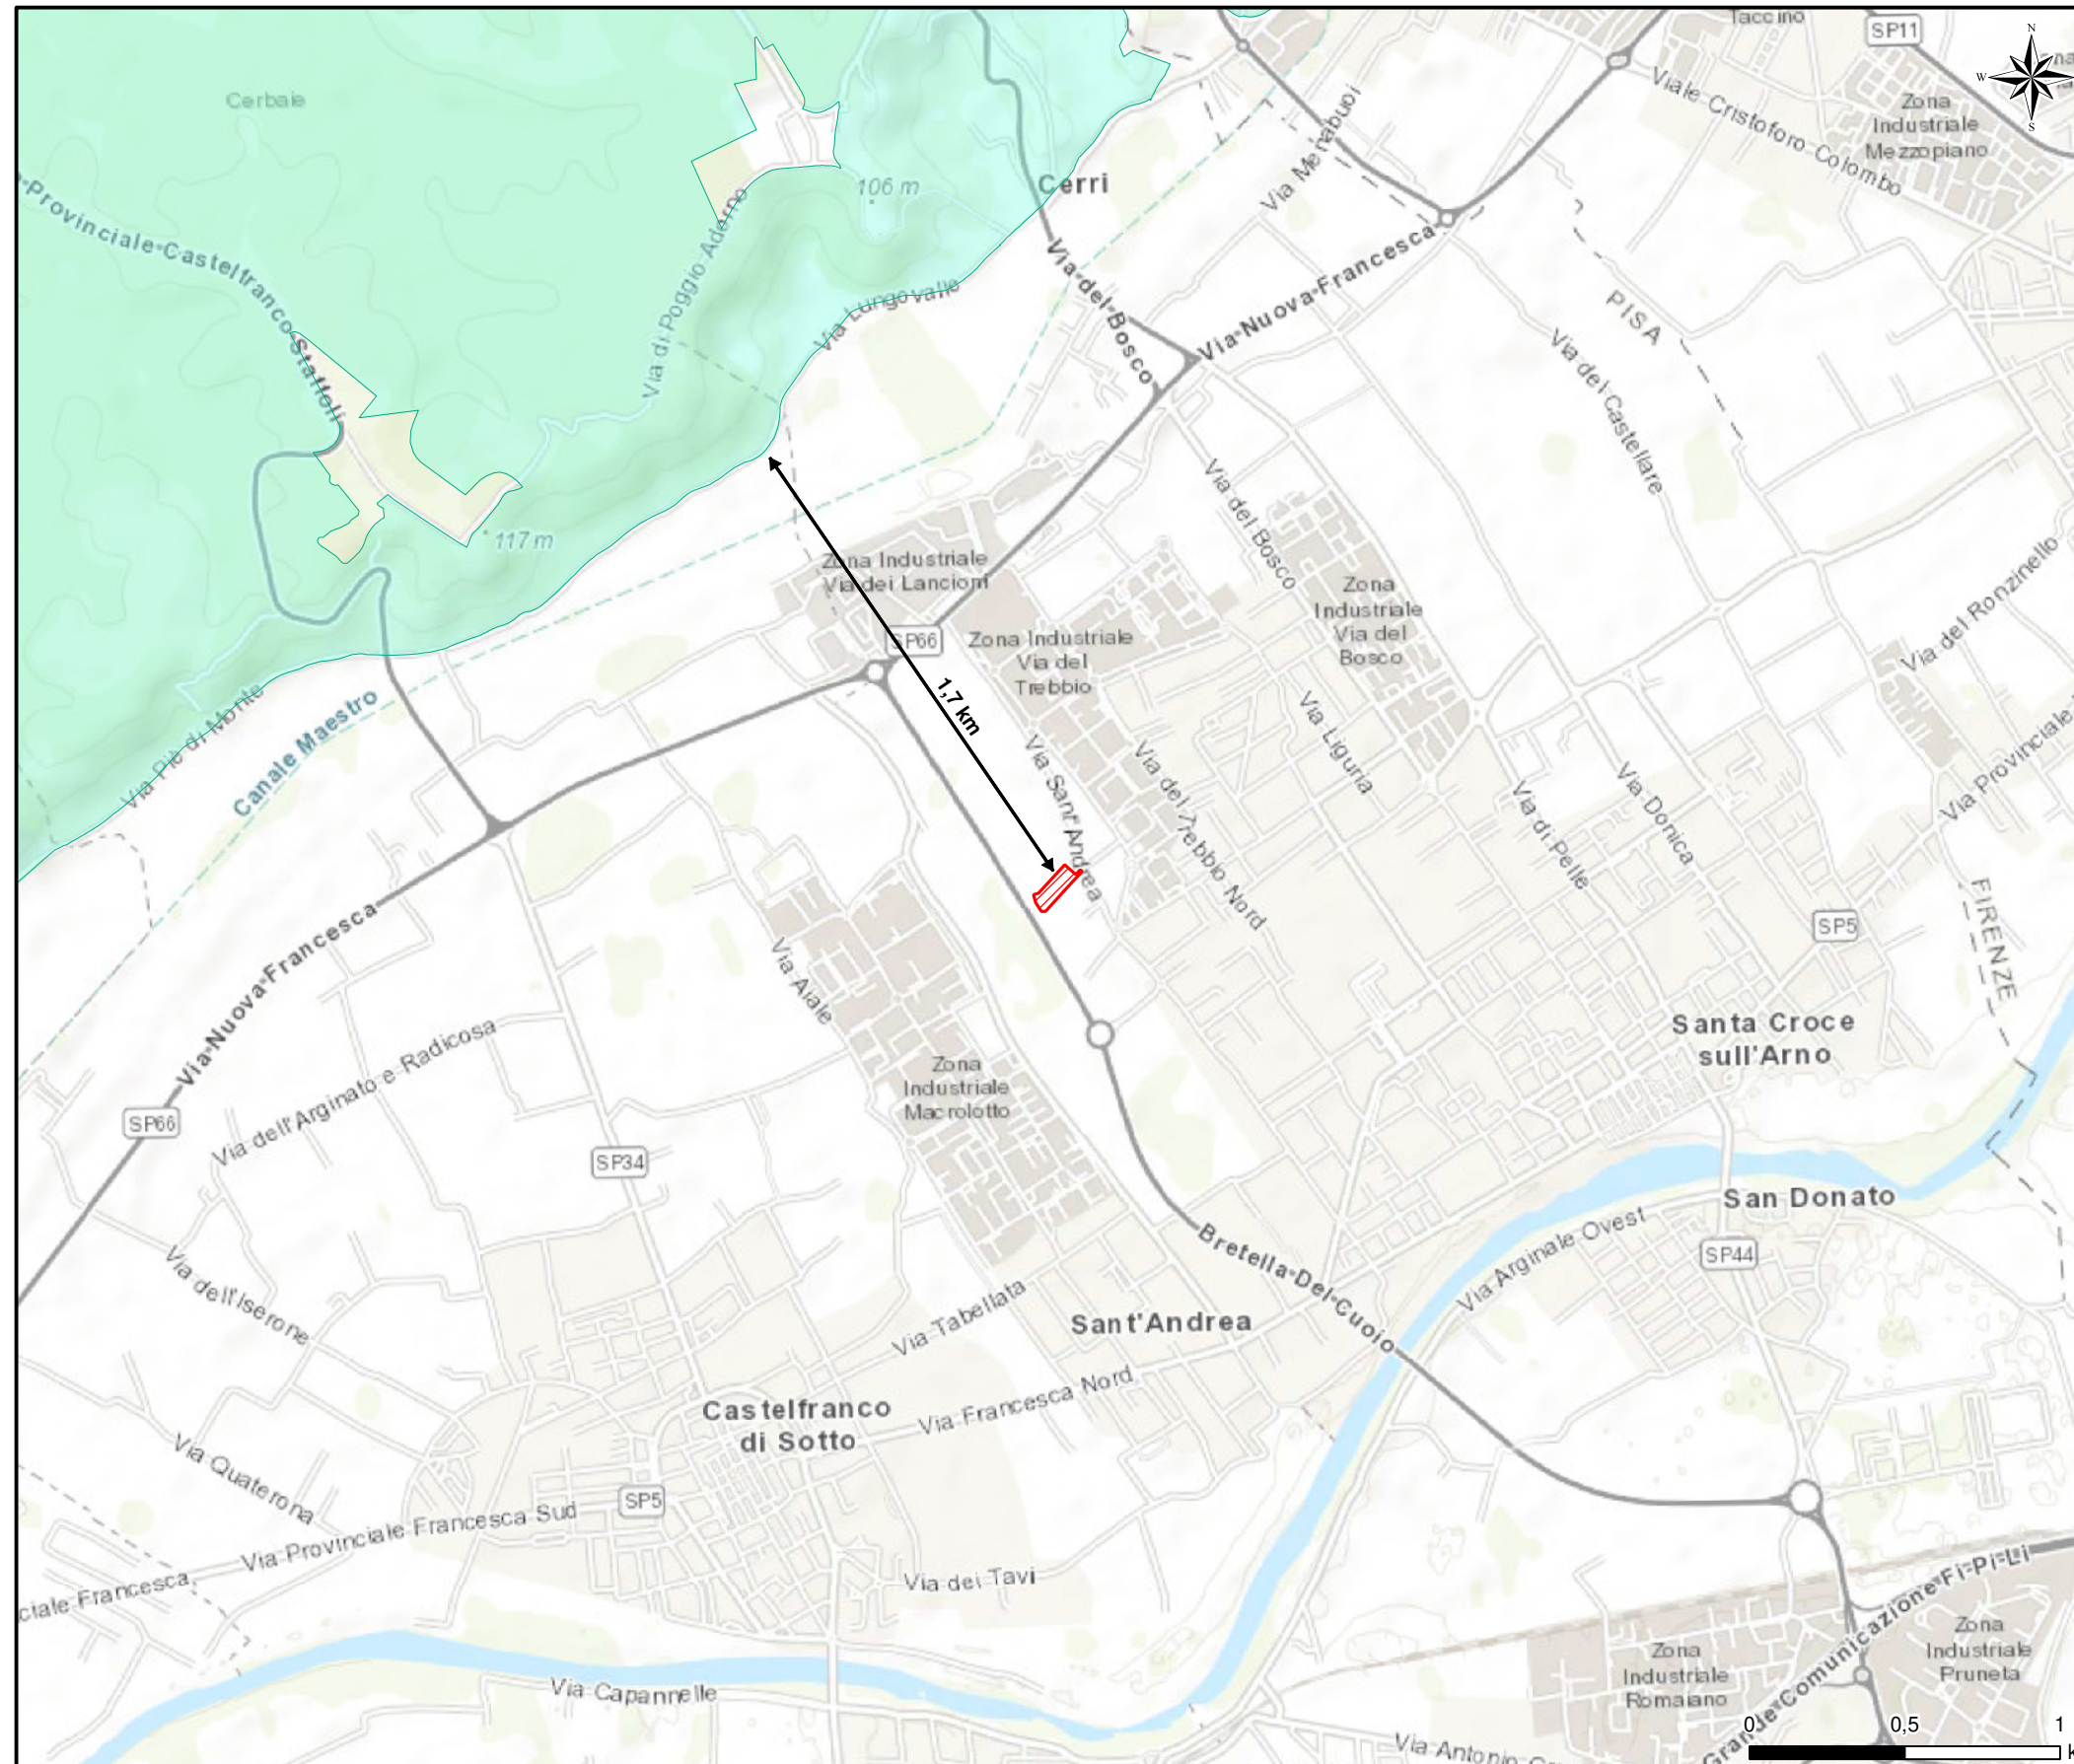 Taccino
SP11
N
W
S
Cerbaie
Viale Cristoforo Colombo
Zona
Industriale
Mezzopiano
Via Menabuoi
Cerri
106 m
Provinciale Castelfranco Staffoli
Via di Poggio Adorno
Via Lungovalle
Via del Bosco
Via Nuova Francesca
PISA
Via del Castellare
117 m
Zona Industriale
Via dei Lancioni
SP66
Zona Industriale
Via del
Trebbio
Via del Bosco
Zona
Industriale
Via del
Bosco
Via del Ronzinello
1,7 km
Via Piè di Monte
Canale Maestro
Via Sant'Andrea
Via del Trebbio Nord
Via Liguria
Via di Pelle
Via Donica
Via Provinciale
FIRENZE
SP5
Via Nuova Francesca
Via Aiale
Via dell'Arginato e Radicosa
SP66
SP34
Zona
Industriale
Macrolotto
Santa Croce
sull'Arno
San Donato
SP44
Via Arginale Ovest
Bretella Del Cuoio
Via dell'Iserone
Via Tabellata
Sant'Andrea
Via Francesca Nord
Castelfranco
di Sotto
Via Quaterona
SP5
Via Provinciale Francesca Sud
ciale Francesca
Via dei Tavi
Via Capannelle
Grande Comunicazione Fi-Pi-Li
Zona
Industriale
Romaiano
Zona
Industriale
Pruneta
Via Antonio
0
0,5
1
k